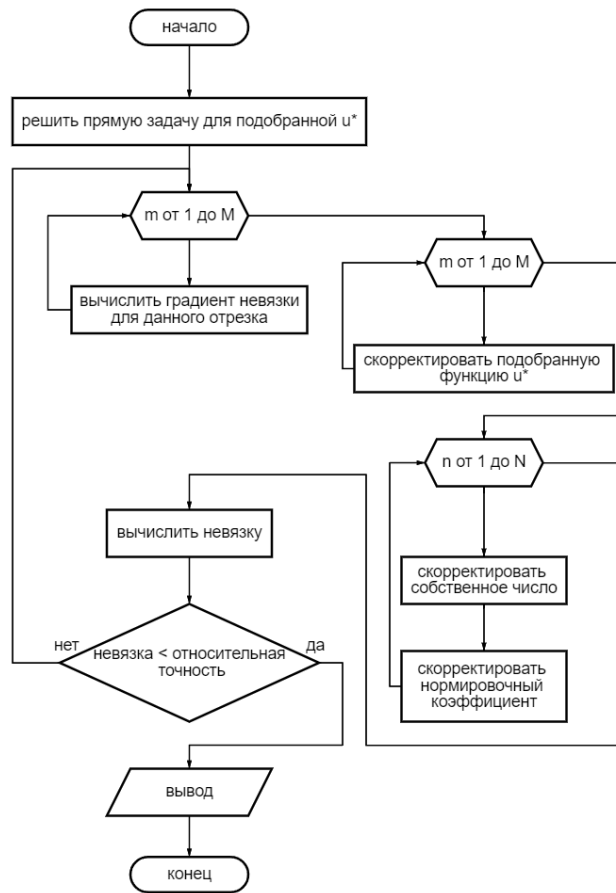 начало
решить прямую задачу для подобранной u*
m от 1 до M
вычислить градиент невязки
для данного отрезка
m от 1 до M
скорректировать подобранную
функцию u*
n от 1 до N
скорректировать
собственное число
скорректировать
нормировочный
коэффициент
вычислить невязку
невязка < относительная
точность
нет
да
вывод
конец